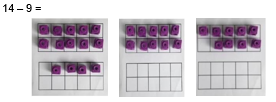 14 – 9 =